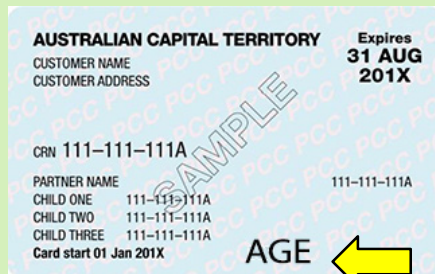 AUSTRALIAN CAPITAL TERRITORY
Expires
31 AUG
201X
CUSTOMER NAME
CUSTOMER ADDRESS
SAMPLE
CRN 111–111–111A
PARTNER NAME 111–111–111A
CHILD ONE 111–111–111A
CHILD TWO 111–111–111A
CHILD THREE 111–111–111A
Card start 01 Jan 201X
AGE